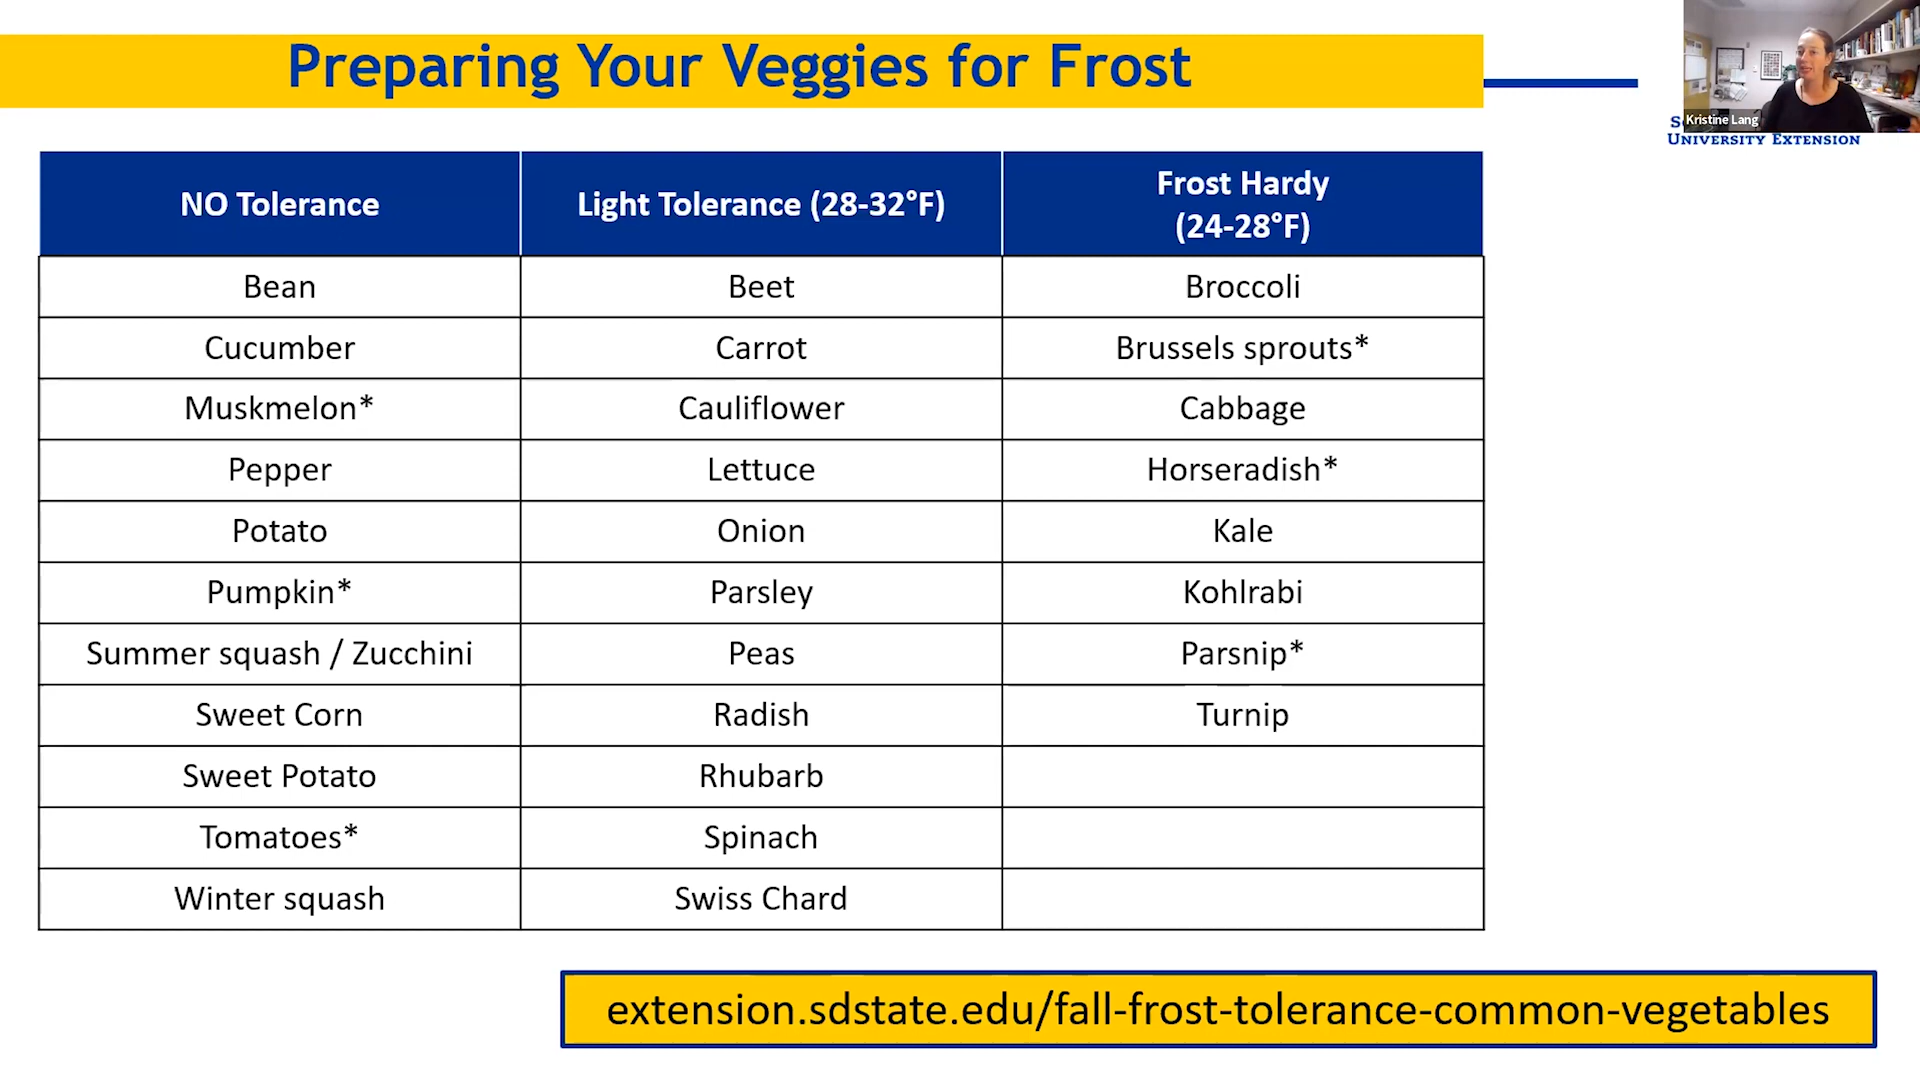 Preparing Your Veggies for Frost
Kristine Lang
UNIVERSITY EXTENSION
NO Tolerance
Light Tolerance (28-32°F)
Frost Hardy
(24-28°F)
Bean
Beet
Broccoli
Cucumber
Carrot
Brussels sprouts*
Muskmelon*
Cauliflower
Cabbage
Pepper
Lettuce
Horseradish*
Potato
Onion
Kale
Pumpkin*
Parsley
Kohlrabi
Summer squash / Zucchini
Peas
Parsnip*
Sweet Corn
Radish
Turnip
Sweet Potato
Rhubarb
Tomatoes*
Spinach
Winter squash
Swiss Chard
extension.sdstate.edu/fall-frost-tolerance-common-vegetables